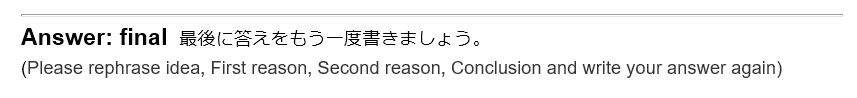 Answer: final 最後に答えをもう一度書きましょう。
(Please rephrase idea, First reason, Second reason, Conclusion and write your answer again)